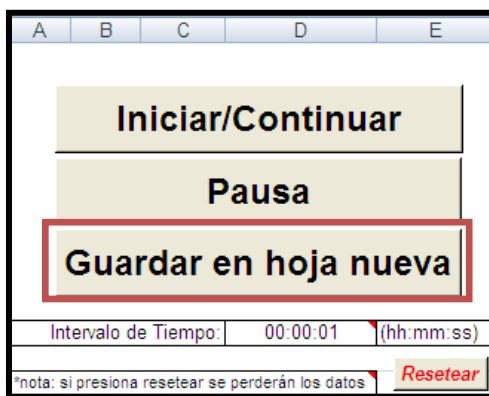 A B C D E
Iniciar/Continuar
Pausa
Guardar en hoja nueva
Intervalo de Tiempo: 00:00:01 (hh:mm:ss)
*nota: si presiona resetear se perderán los datos Resetear